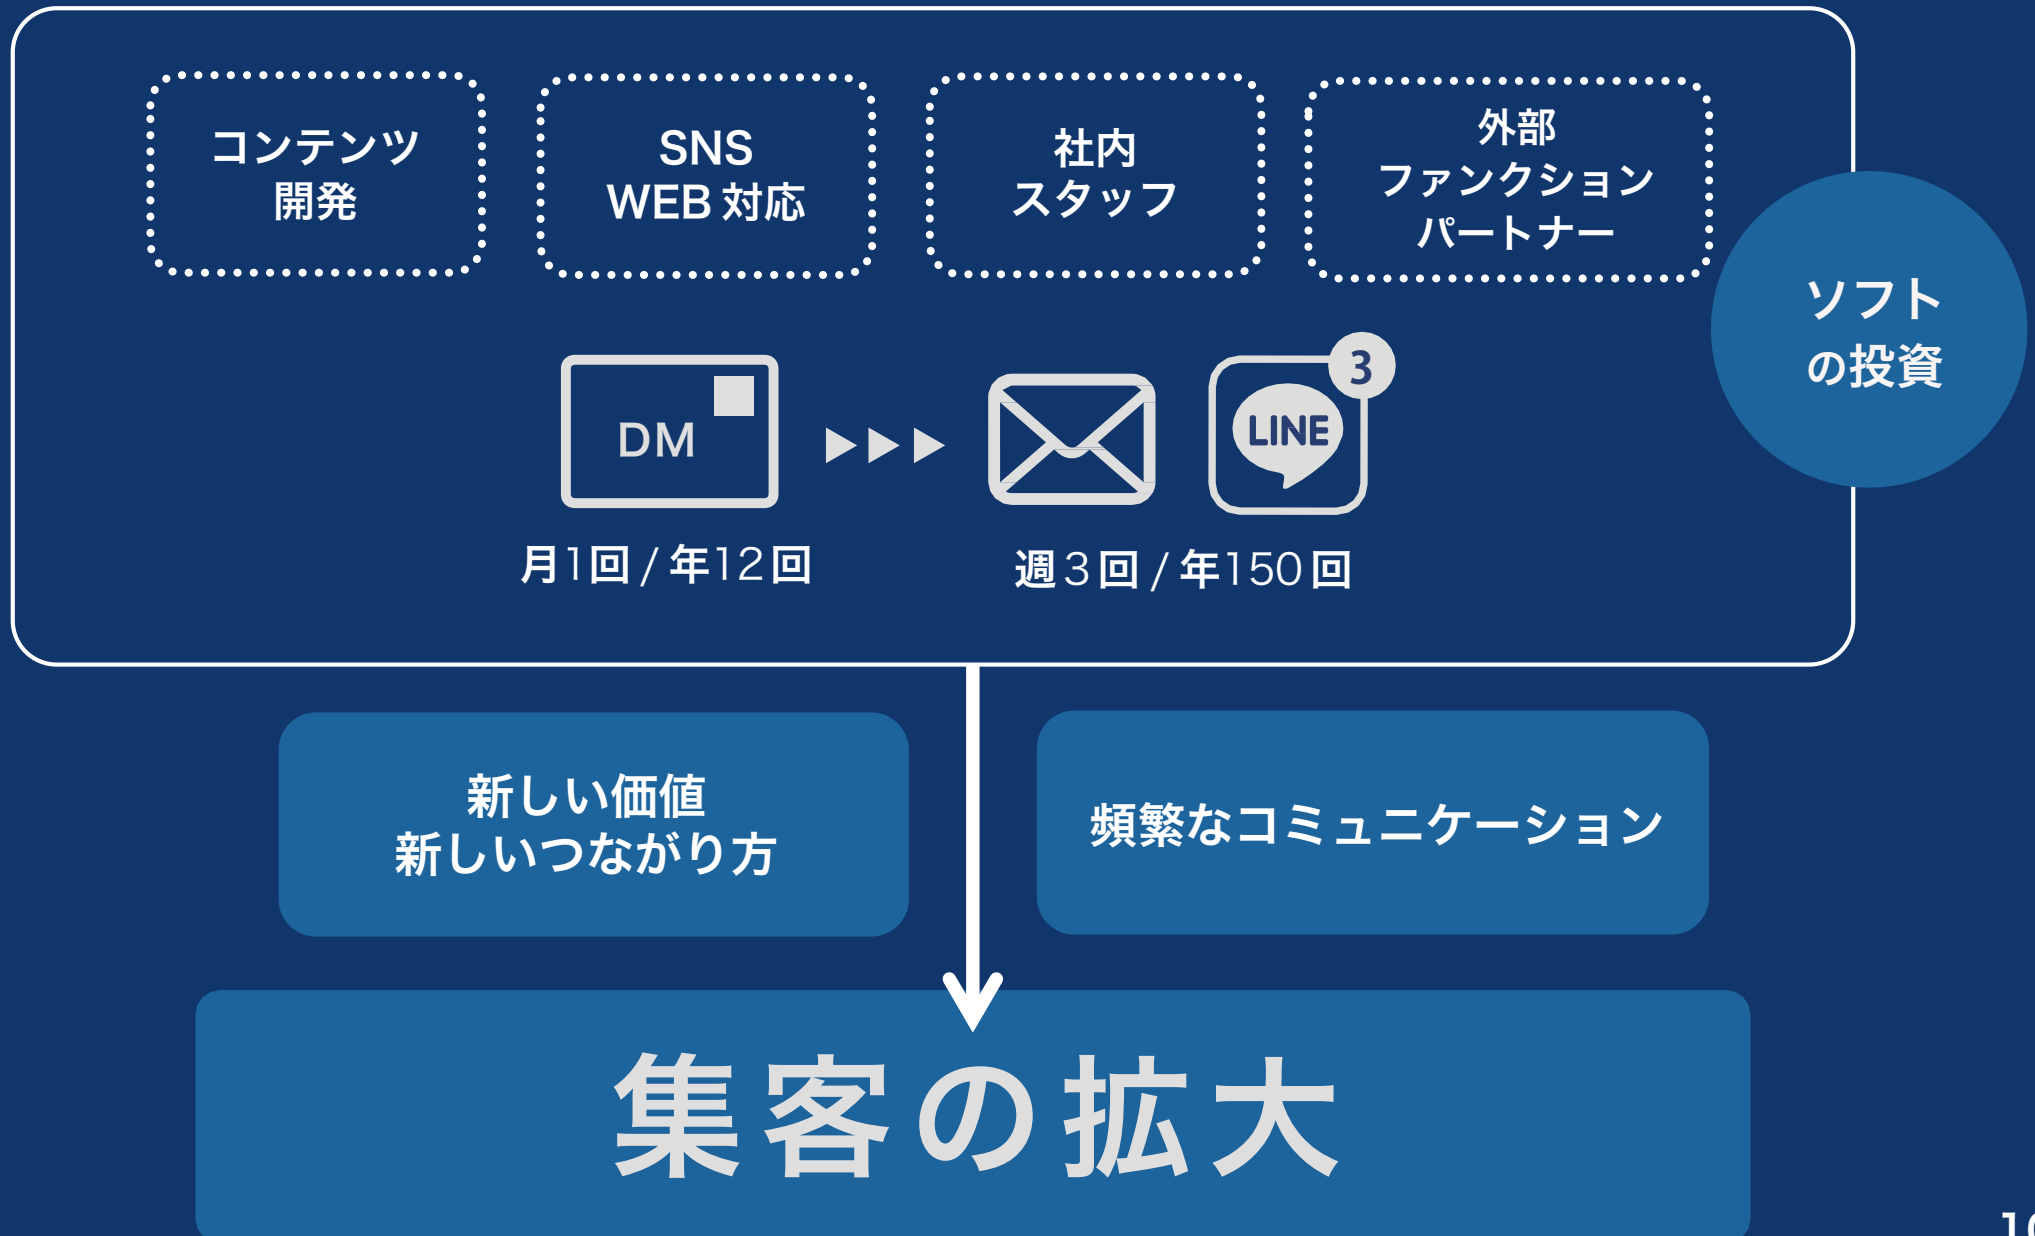 コンテンツ
開発
SNS
WEB 対応
社内
スタッフ
外部
ファンクション
パートナー
ソフト
の投資
DM
LINE
3
月1回 / 年12回
週3回 / 年150回
新しい価値
新しいつながり方
頻繁なコミュニケーション
集客の拡大